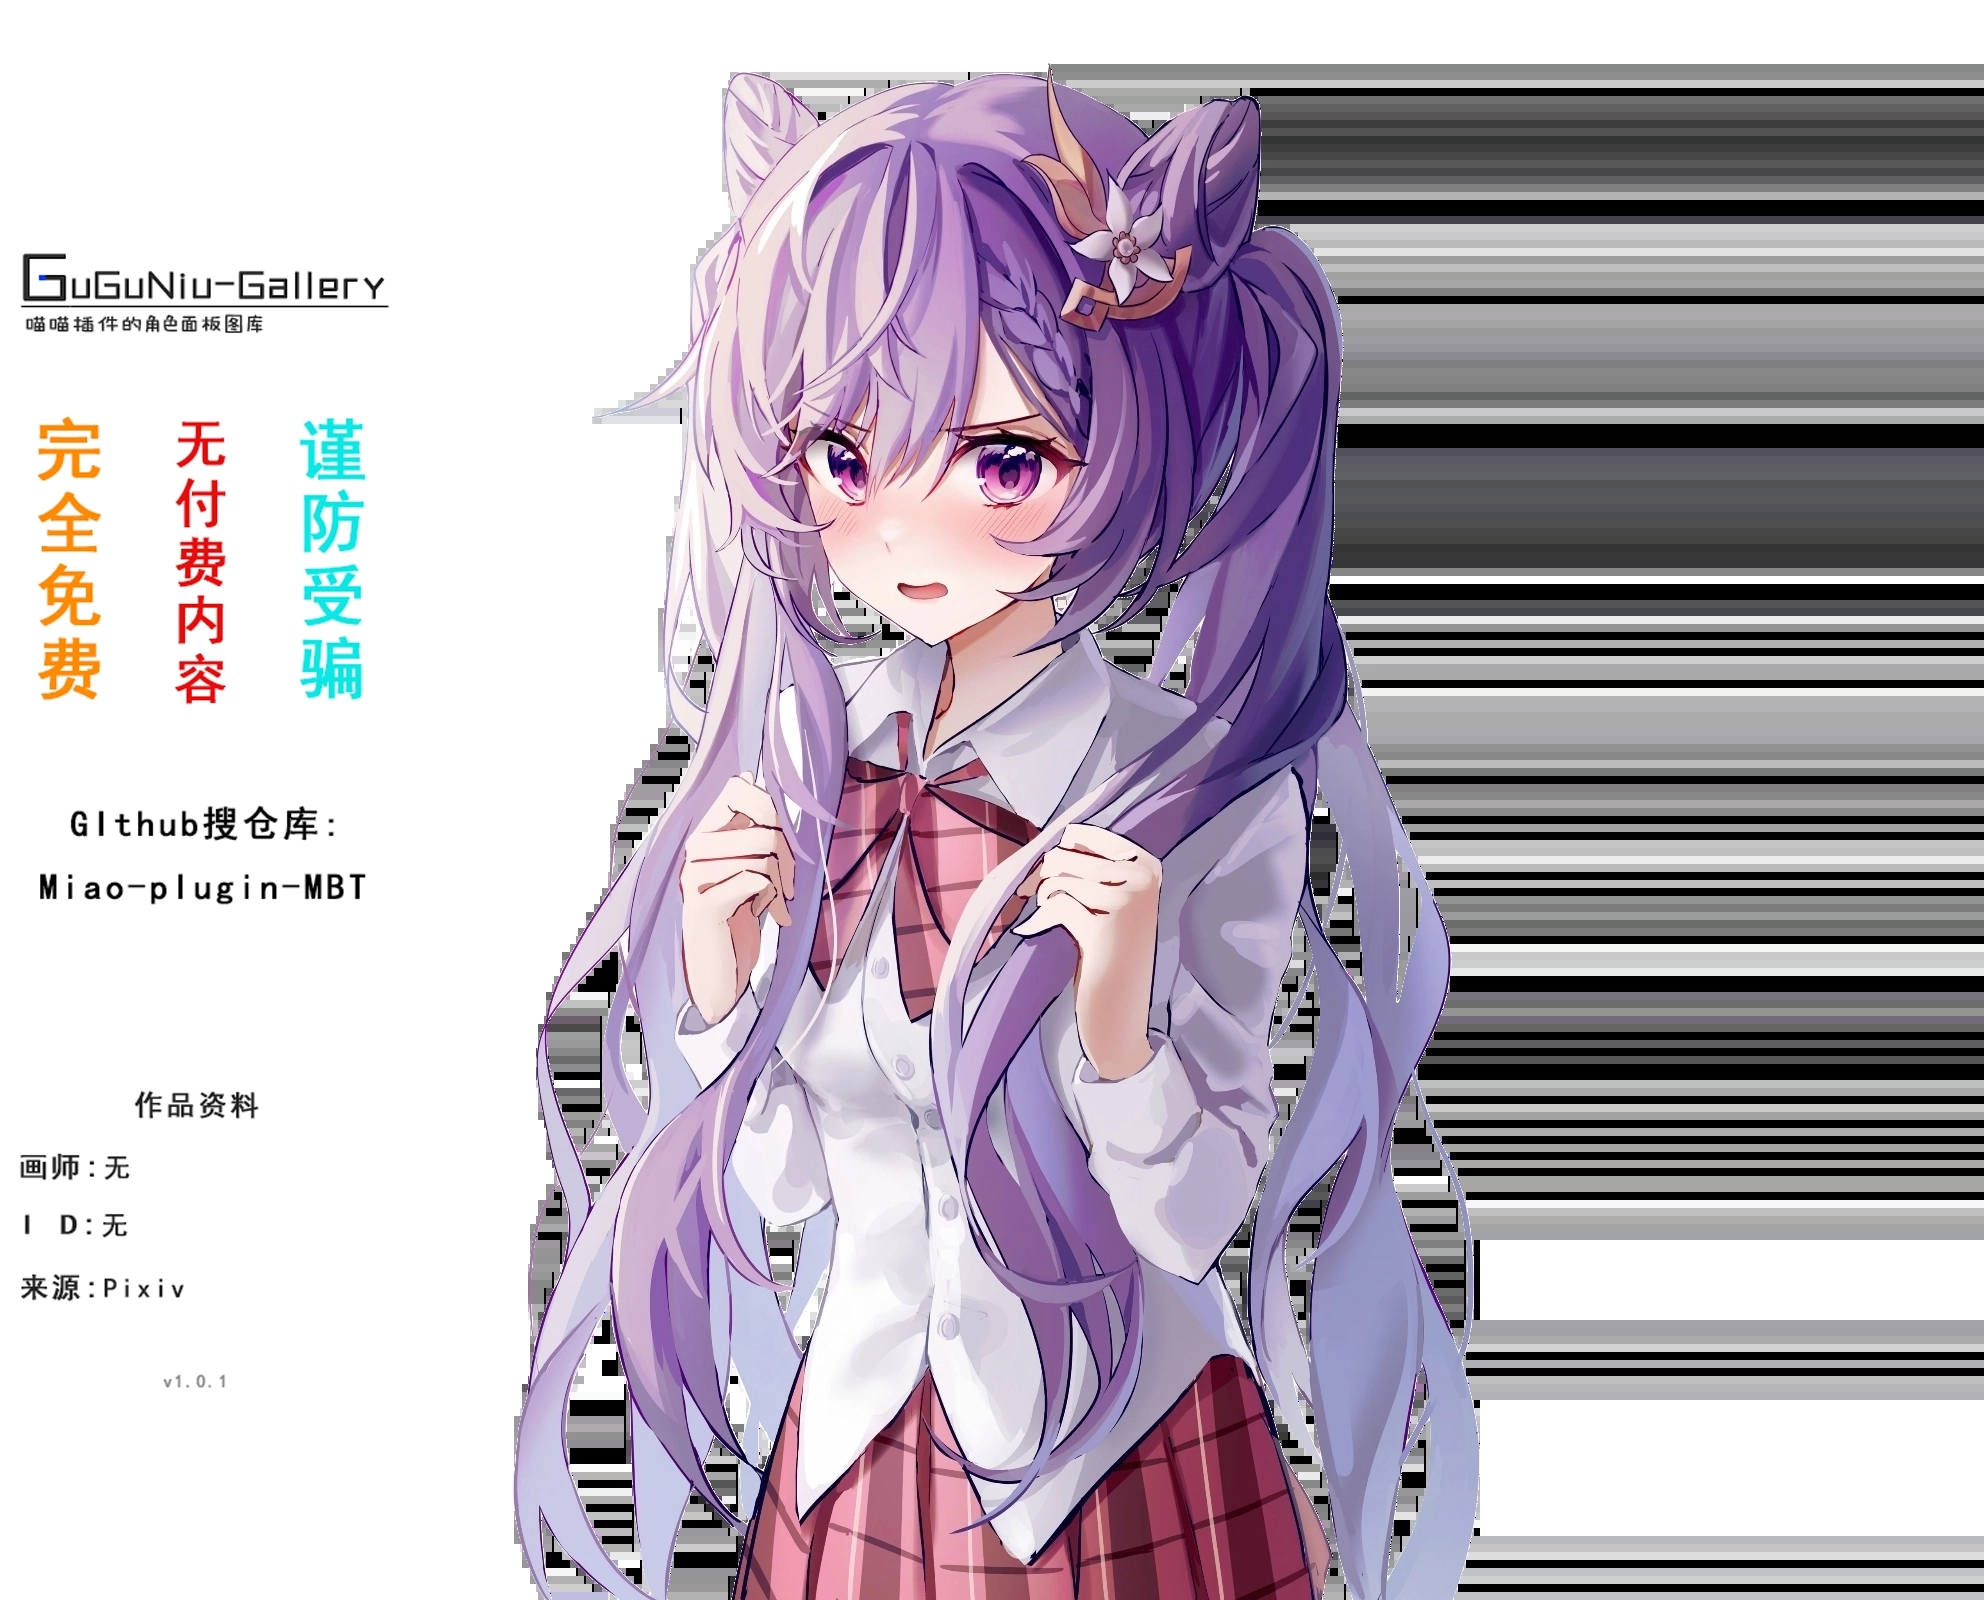 GuGuNiu-Gallery
喵喵插件的角色面板图库
完全免费
无付费内容
谨防受骗
GIthub搜仓库:
Miao-plugin-MBT
作品资料
画师:无
I D:无
来源:Pixiv
v1.0.1